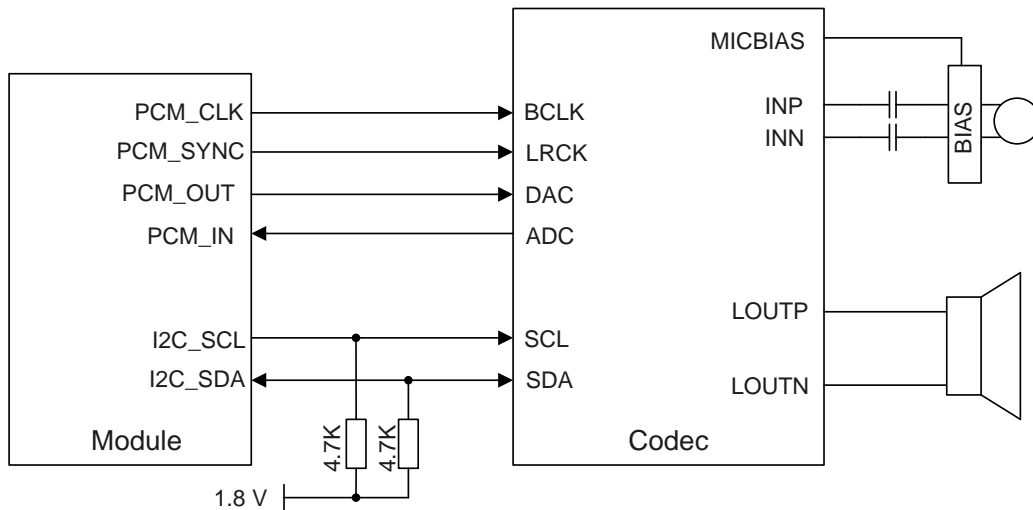 MICBIAS
PCM_CLK
BCLK
INP
PCM_SYNC
LRCK
INN
BIAS
PCM_OUT
DAC
PCM_IN
ADC
LOUTP
I2C_SCL
SCL
I2C_SDA
SDA
LOUTN
Module
4.7K
4.7K
Codec
1.8 V